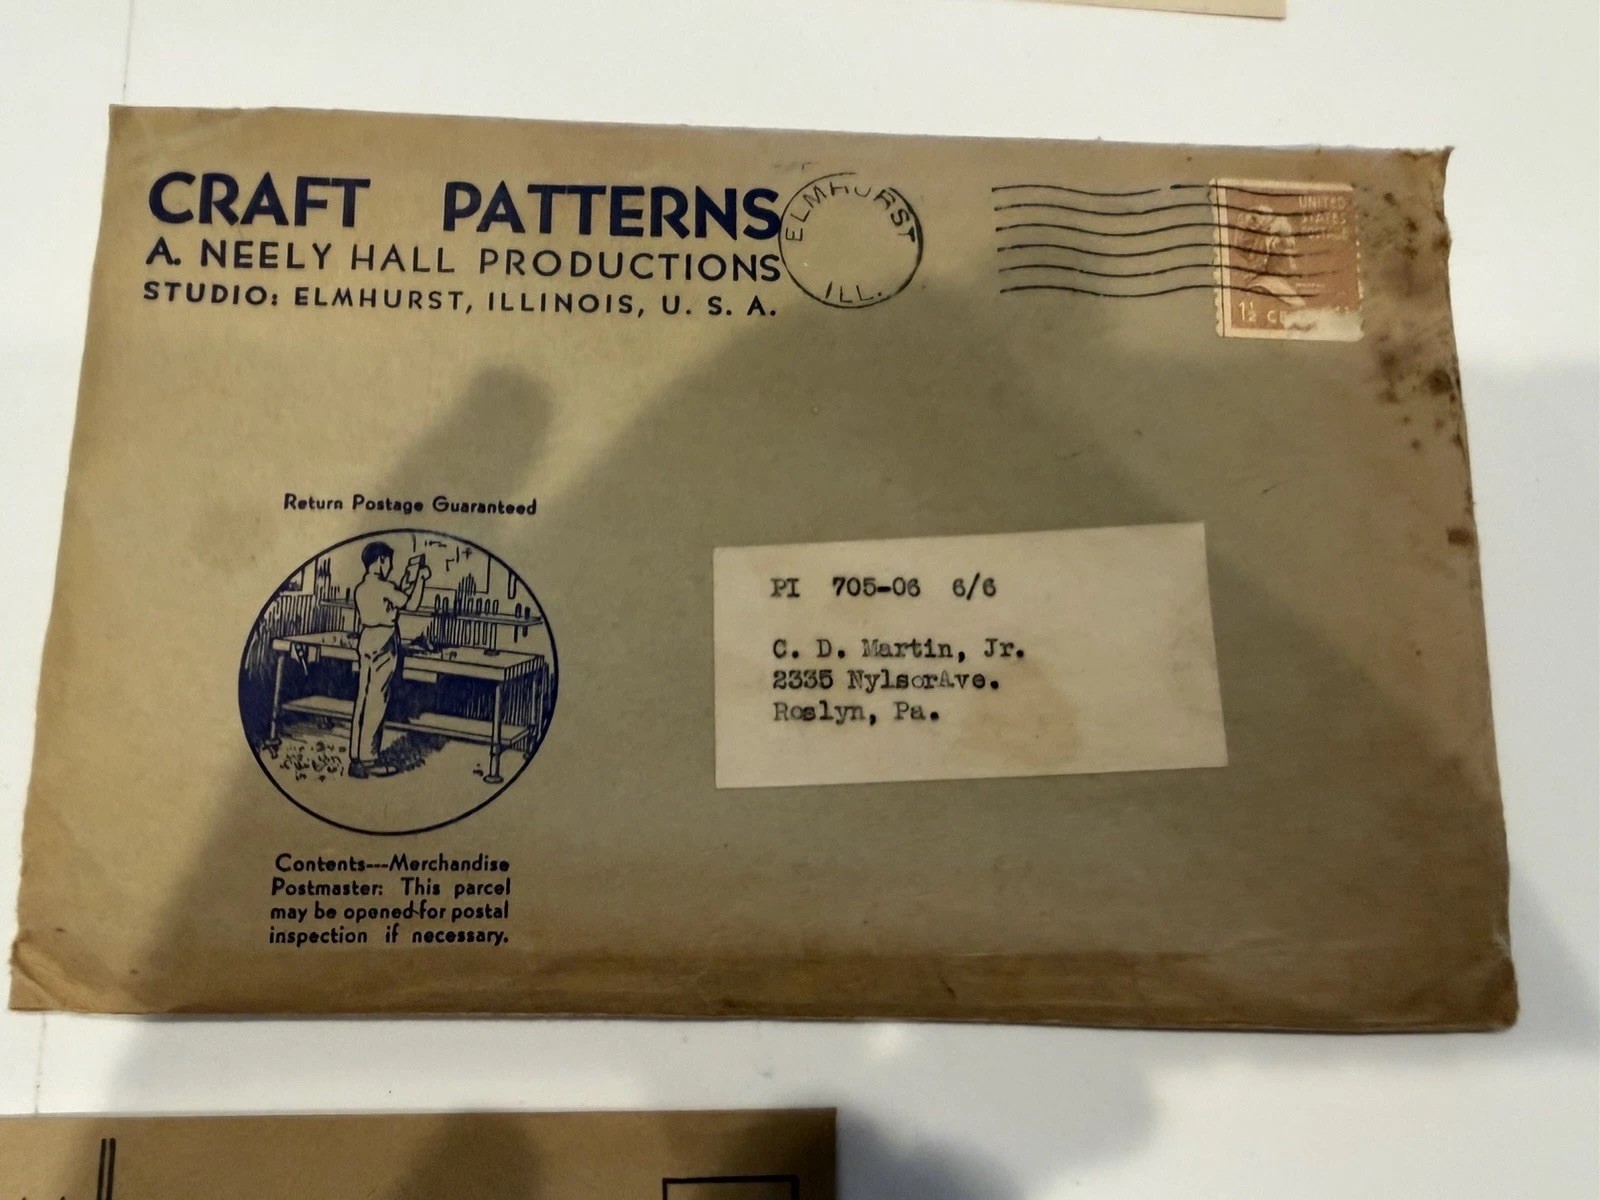 CRAFT PATTERNS
A. NEELY HALL PRODUCTIONS
STUDIO: ELMHURST, ILLINOIS, U. S. A.
ELMHURST
ILL.
UNITED
STATES
1½
Return Postage Guaranteed
PI 705-06 6/6
C. D. Martin, Jr.
2335 NylsorAve.
Roslyn, Pa.
Contents---Merchandise
Postmaster: This parcel
may be opened for postal
inspection if necessary.